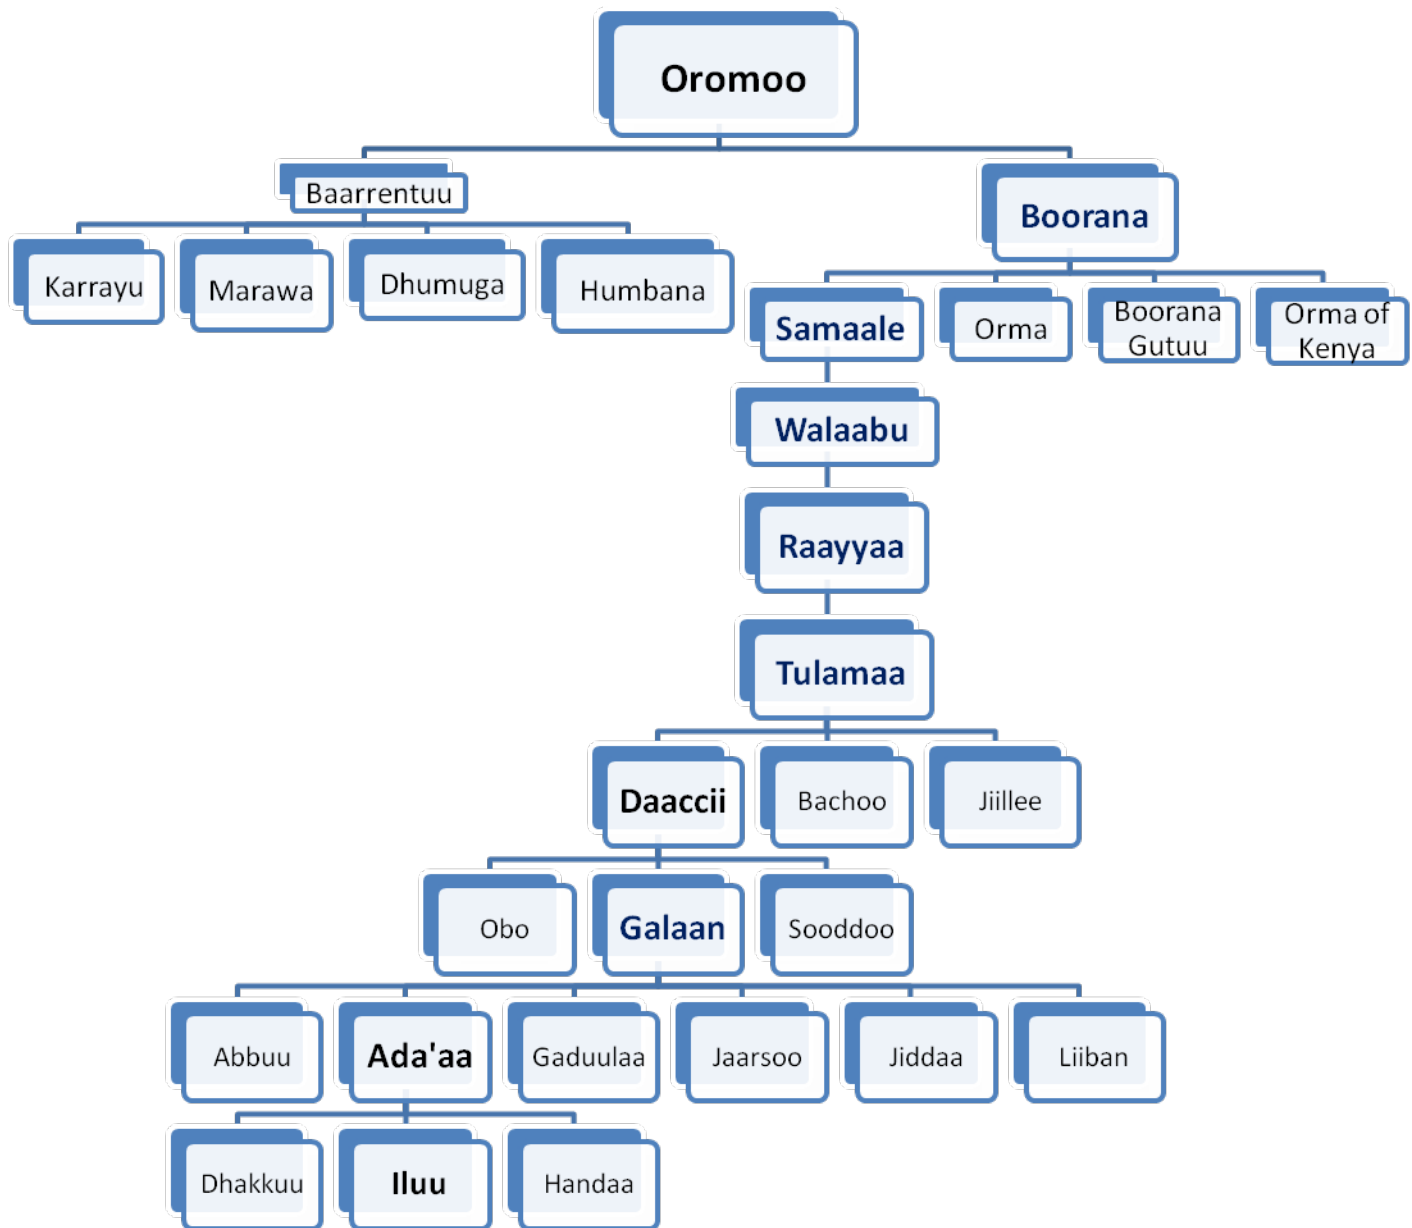 Oromoo
Baarrentuu
Boorana
Karrayu
Marawa
Dhumuga
Humbana
Samaale
Orma
Boorana
Gutuu
Orma of
Kenya
Walaabu
Raayyaa
Tulamaa
Daaccii
Bachoo
Jiillee
Obo
Galaan
Sooddoo
Abbuu
Ada'aa
Gaduulaa
Jaarsoo
Jiddaa
Liiban
Dhakkuu
Iluu
Handaa